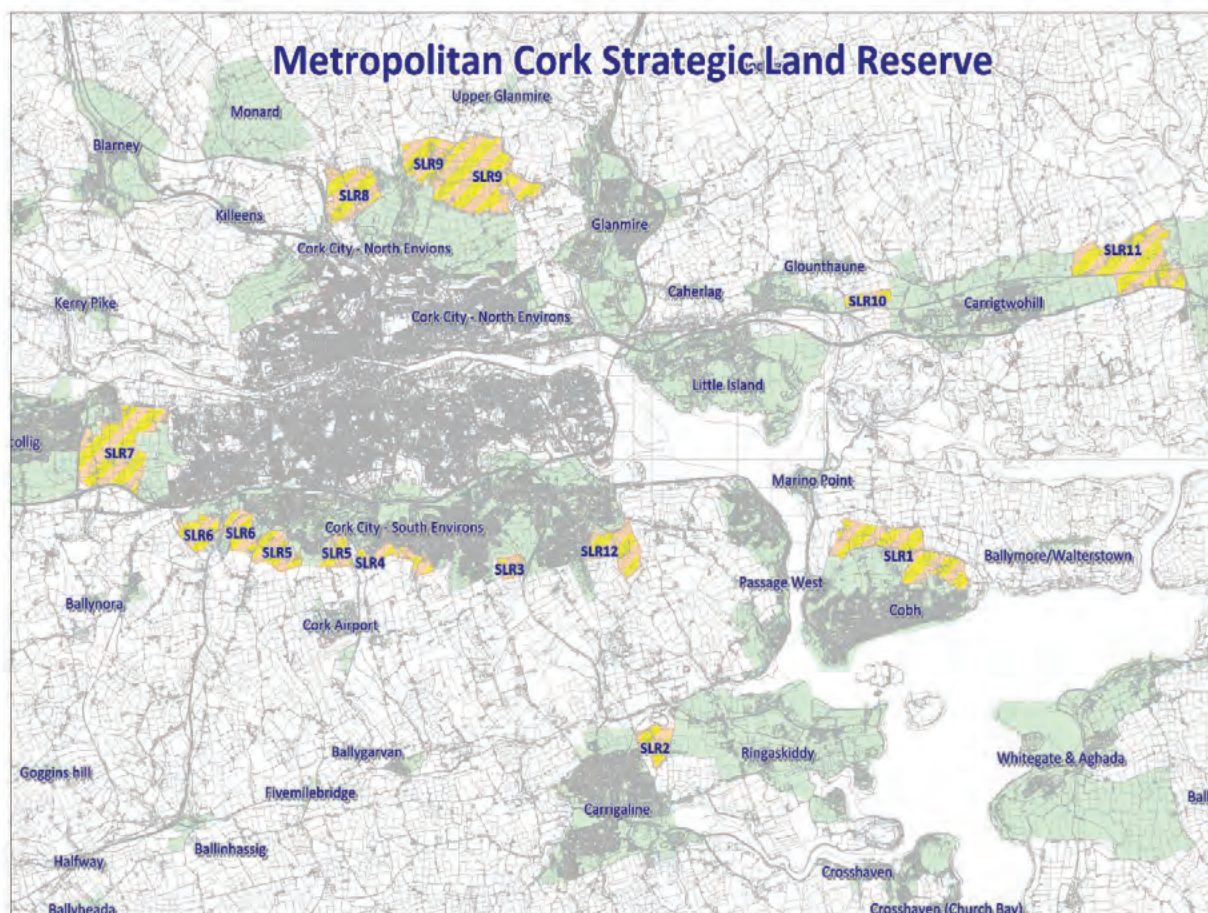 Metropolitan Cork Strategic Land Reserve
Upper Glanmire
Monard
Blarney
SLR9
SLR9
SLR8
Killeens
Glanmire
Cork City - North Environs
SLR11
Glounthaune
Caherlag
SLR10
Carrigtwohill
Kerry Pike
Cork City - North Environs
Little Island
collig
SLR7
Marino Point
Cork City - South Environs
SLR6
SLR6
SLR5
SLR5
SLR4
SLR3
SLR12
SLR1
Ballymore/Walterstown
Passage West
Ballynora
Cobh
Cork Airport
SLR2
Ballygarvan
Ringaskiddy
Whitegate & Aghada
Goggins hill
Fivemilebridge
Carrigaline
Ball
Ballinhassig
Halfway
Crosshaven
Ballyheada
Crosshaven (Church Bay)